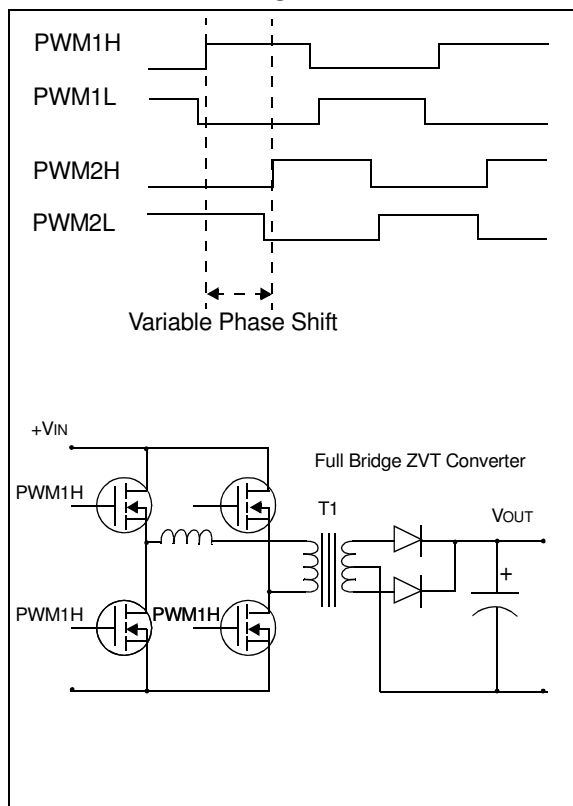 PWM1H
PWM1L
PWM2H
PWM2L
Variable Phase Shift
+VIN
Full Bridge ZVT Converter
PWM1H
T1
VOUT
+
PWM1H
PWM1H